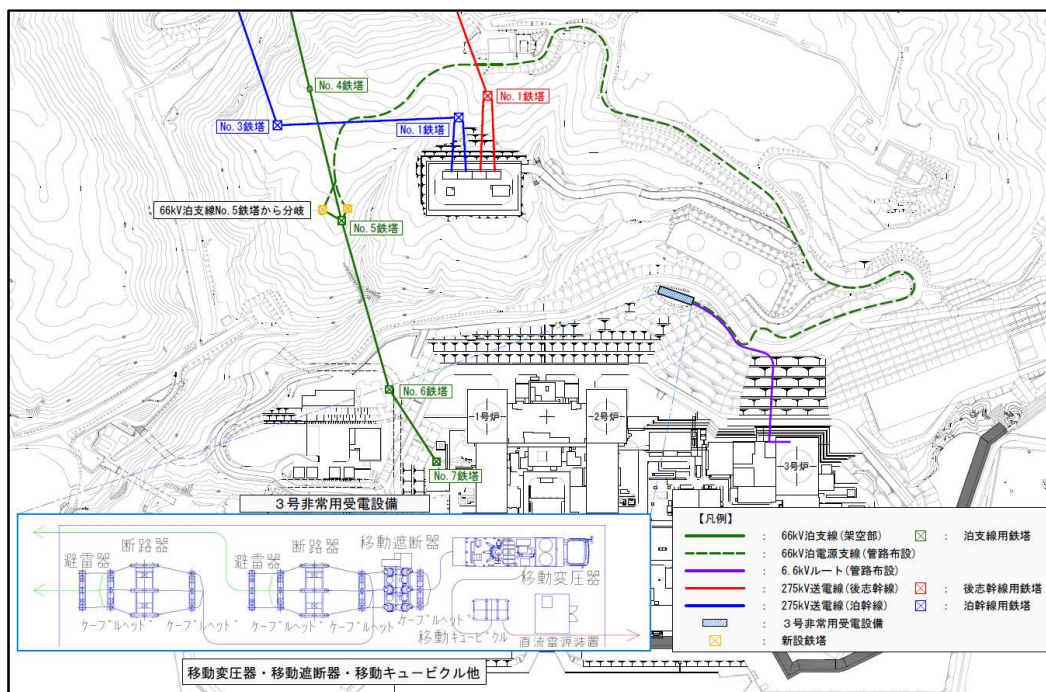 No.4鉄塔
No.1鉄塔
No.3鉄塔
No.1鉄塔
66kV泊支線No.5鉄塔から分岐
No.5鉄塔
No.6鉄塔
1号炉
2号炉
3号炉
No.7鉄塔
3号非常用受電設備
避雷器
断路器
避雷器
断路器
移動遮断器
移動変圧器
ケーブルヘッド
ケーブルヘッド
ケーブルヘッド
ケーブルヘッド
ケーブルヘッド
移動キュービクル
直流電源装置
移動変圧器・移動遮断器・移動キュービクル他
【凡例】
: 66kV泊支線(架空部) : 泊支線用鉄塔
: 66kV泊電源支線(管路布設)
: 6.6kVルート(管路布設)
: 275kV送電線(後志幹線) : 後志幹線用鉄塔
: 275kV送電線(泊幹線) : 泊幹線用鉄塔
: 3号非常用受電設備
: 新設鉄塔